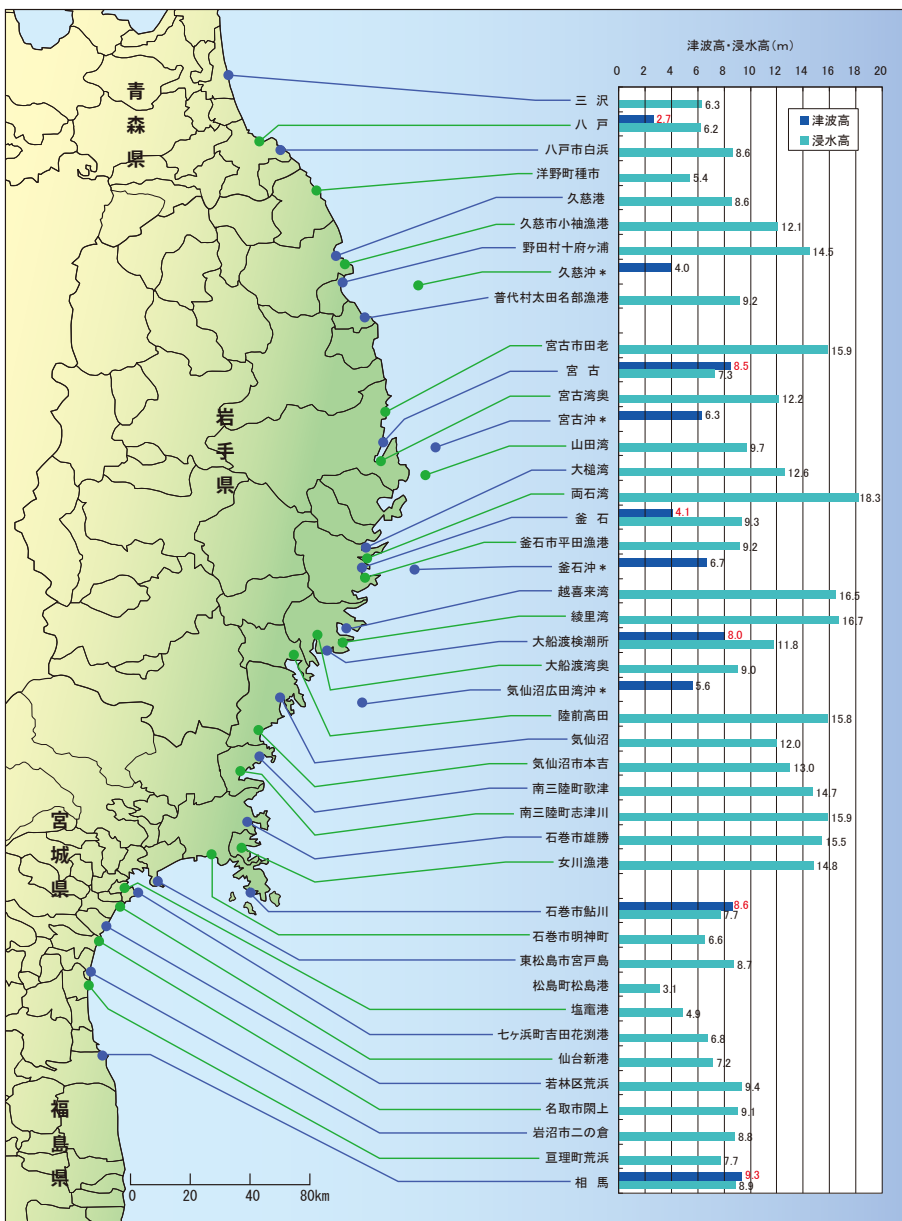 津波高・浸水高(m)
0 2 4 6 8 10 12 14 16 18 20
津波高
浸水高
青森県
岩手県
宮城県
福島県
三沢 6.3
八戸 2.7 6.2
八戸市白浜 8.6
洋野町種市 5.4
久慈港 8.6
久慈市小袖漁港 12.1
野田村十府ヶ浦 14.5
久慈沖* 4.0
普代村太田名部漁港 9.2
宮古市田老 15.9
宮古 8.5 7.3
宮古湾奥 12.2
宮古沖* 6.3
山田湾 9.7
大槌湾 12.6
両石湾 18.3
釜石 4.1 9.3
釜石市平田漁港 9.2
釜石沖* 6.7
越喜来湾 16.5
綾里湾 16.7
大船渡検潮所 8.0 11.8
大船渡湾奥 9.0
気仙沼広田湾沖* 5.6
陸前高田 15.8
気仙沼 12.0
気仙沼市本吉 13.0
南三陸町歌津 14.7
南三陸町志津川 15.9
石巻市雄勝 15.5
女川漁港 14.8
石巻市鮎川 8.6 7.7
石巻市明神町 6.6
東松島市宮戸島 8.7
松島町松島港 3.1
塩竈港 4.9
七ヶ浜町吉田花渕港 6.8
仙台新港 7.2
若林区荒浜 9.4
名取市閖上 9.1
岩沼市二の倉 8.8
亘理町荒浜 7.7
相馬 9.3 8.9
0 20 40 80km